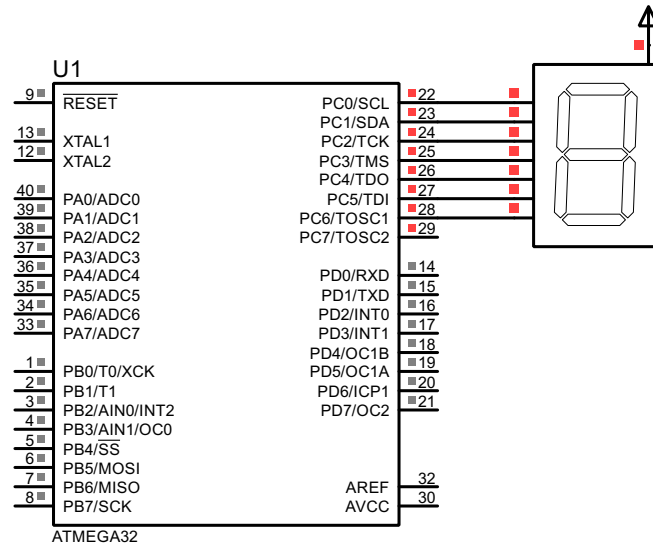 U1
9 RESET
13 XTAL1
12 XTAL2
40 PA0/ADC0
39 PA1/ADC1
38 PA2/ADC2
37 PA3/ADC3
36 PA4/ADC4
35 PA5/ADC5
34 PA6/ADC6
33 PA7/ADC7
1 PB0/T0/XCK
2 PB1/T1
3 PB2/AIN0/INT2
4 PB3/AIN1/OC0
5 PB4/SS
6 PB5/MOSI
7 PB6/MISO
8 PB7/SCK
PC0/SCL 22
PC1/SDA 23
PC2/TCK 24
PC3/TMS 25
PC4/TDO 26
PC5/TDI 27
PC6/TOSC1 28
PC7/TOSC2 29
PD0/RXD 14
PD1/TXD 15
PD2/INT0 16
PD3/INT1 17
PD4/OC1B 18
PD5/OC1A 19
PD6/ICP1 20
PD7/OC2 21
AREF 32
AVCC 30
ATMEGA32